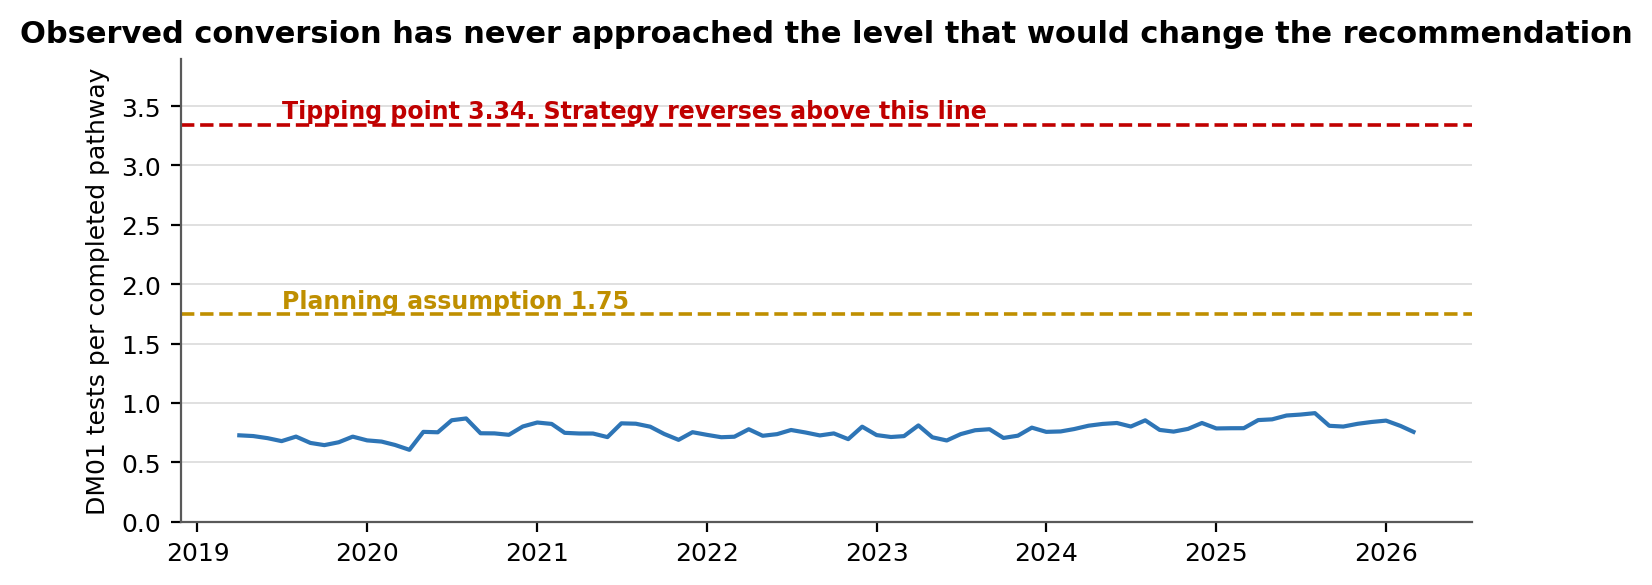 Observed conversion has never approached the level that would change the recommendation
DM01 tests per completed pathway
3.5
3.0
2.5
2.0
1.5
1.0
0.5
0.0
Tipping point 3.34. Strategy reverses above this line
Planning assumption 1.75
2019 2020 2021 2022 2023 2024 2025 2026